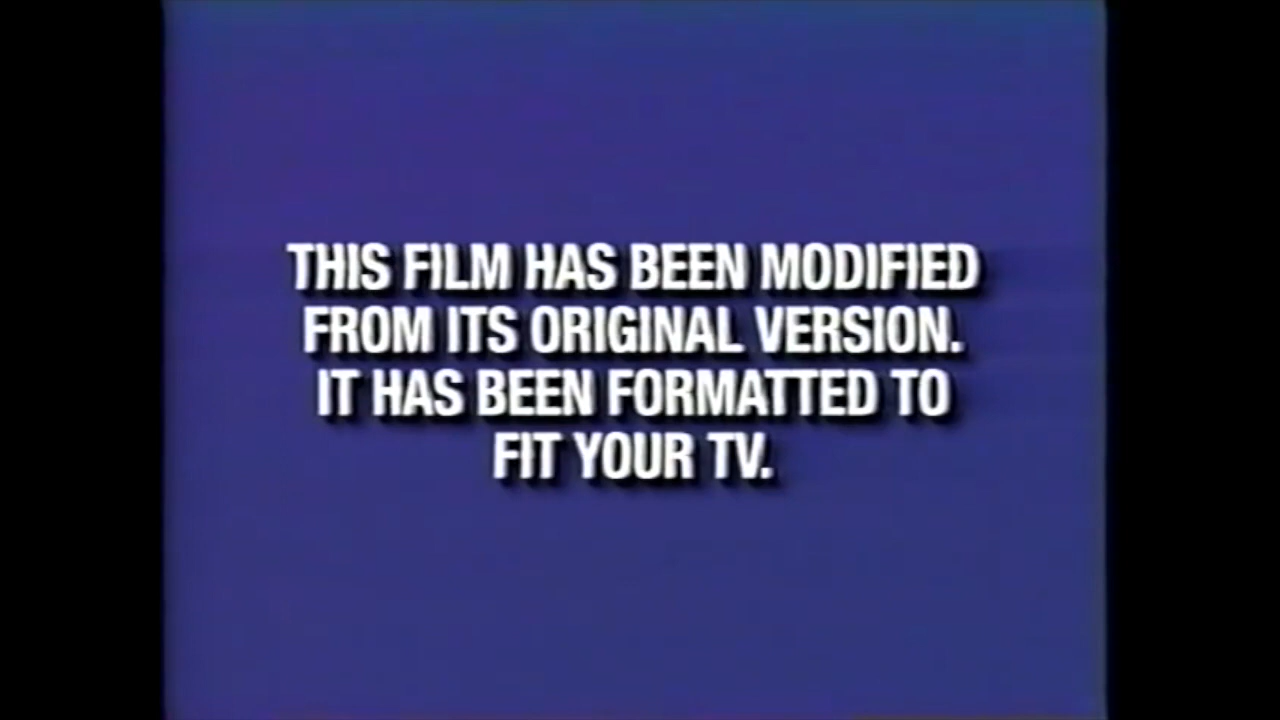 THIS FILM HAS BEEN MODIFIED
FROM ITS ORIGINAL VERSION.
IT HAS BEEN FORMATTED TO
FIT YOUR TV.